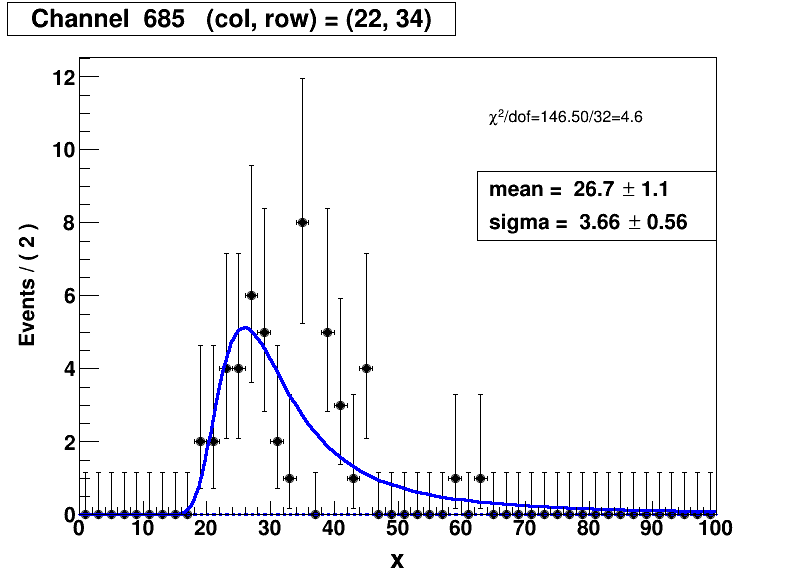 Channel  685   (col, row) = (22, 34)
χ²/dof=146.50/32=4.6
mean =  26.7 ± 1.1
sigma =  3.66 ± 0.56
Events / ( 2 )
12
10
8
6
4
2
0
0 10 20 30 40 50 60 70 80 90 100
x